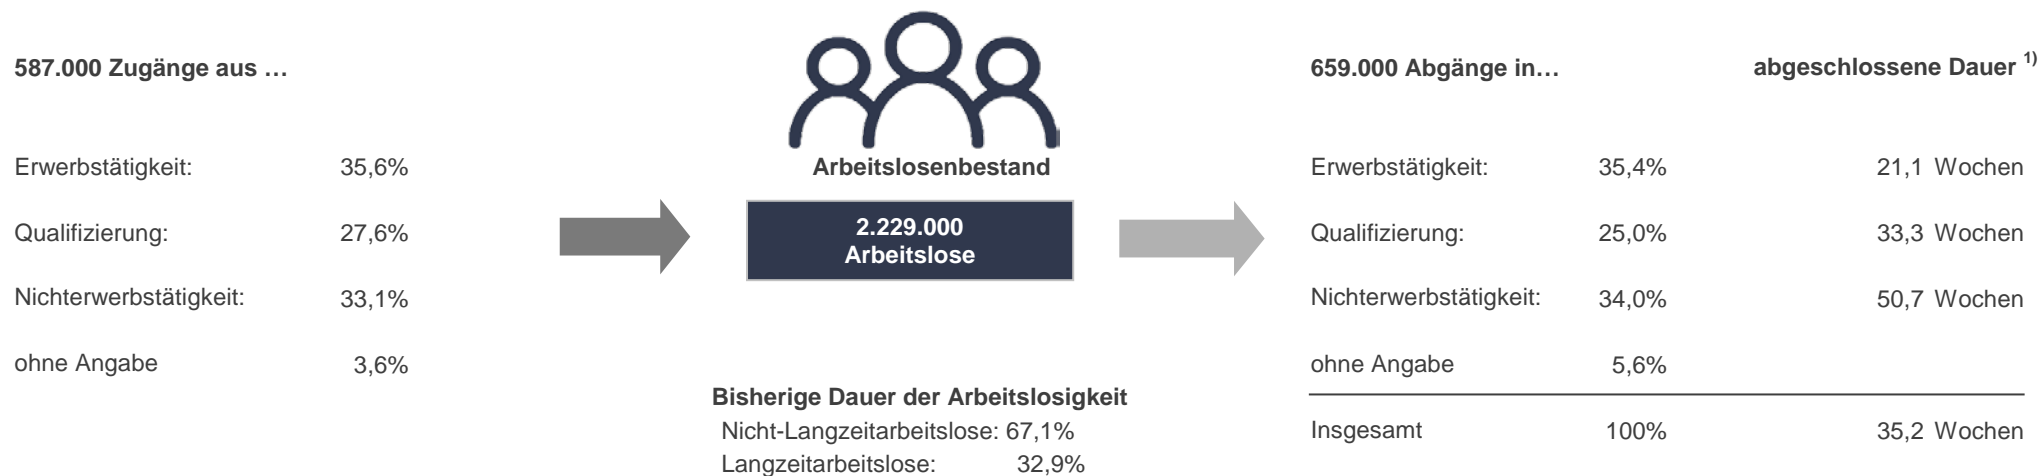 587.000 Zugänge aus …
Erwerbstätigkeit: 35,6%
Qualifizierung: 27,6%
Nichterwerbstätigkeit: 33,1%
ohne Angabe 3,6%
Arbeitslosenbestand
2.229.000
Arbeitslose
Bisherige Dauer der Arbeitslosigkeit
Nicht-Langzeitarbeitslose: 67,1%
Langzeitarbeitslose: 32,9%
659.000 Abgänge in… abgeschlossene Dauer 1)
Erwerbstätigkeit: 35,4% 21,1 Wochen
Qualifizierung: 25,0% 33,3 Wochen
Nichterwerbstätigkeit: 34,0% 50,7 Wochen
ohne Angabe 5,6%
Insgesamt 100% 35,2 Wochen